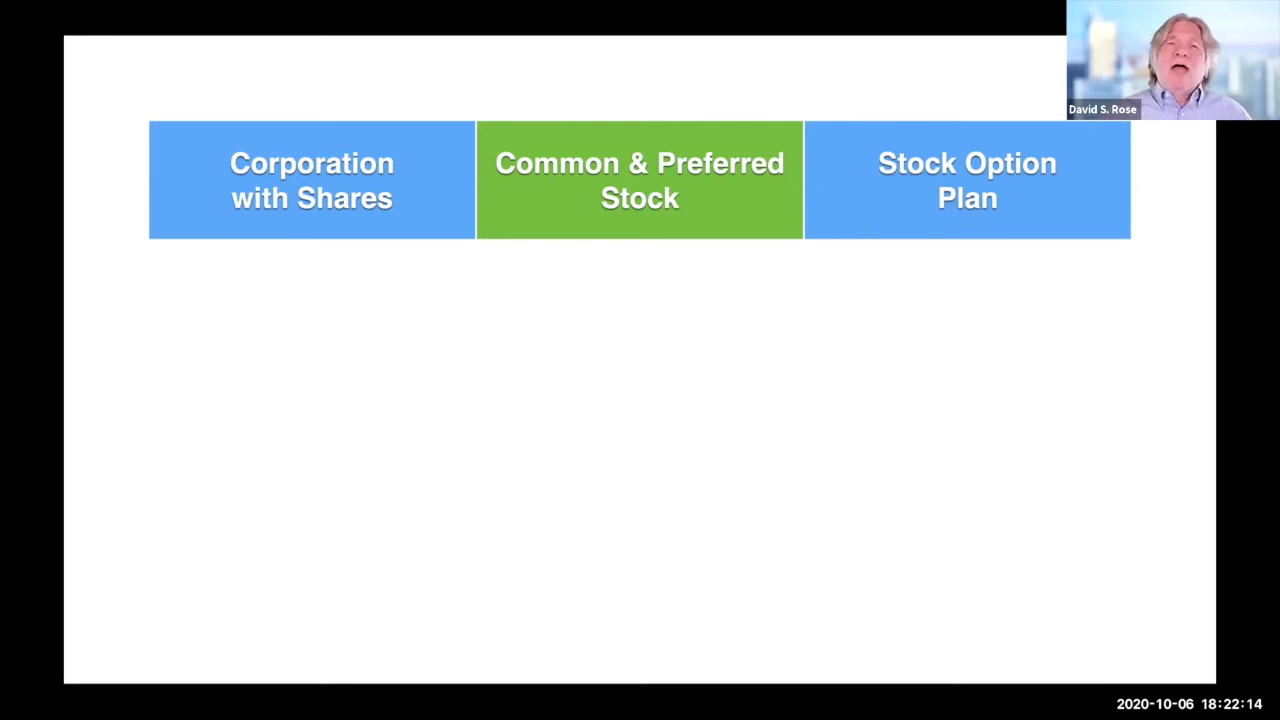 David S. Rose
Corporation
with Shares
Common & Preferred
Stock
Stock Option
Plan
2020-10-06 18:22:14